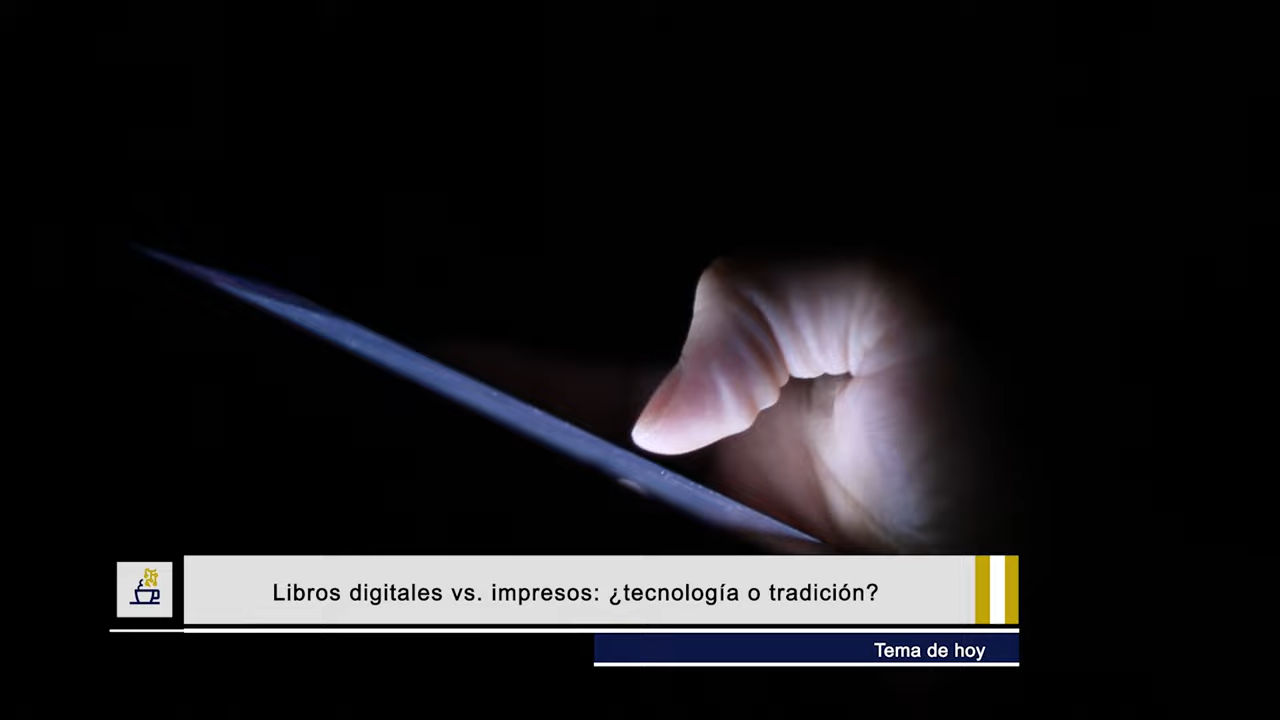 Libros digitales vs. impresos: ¿tecnología o tradición?
Tema de hoy